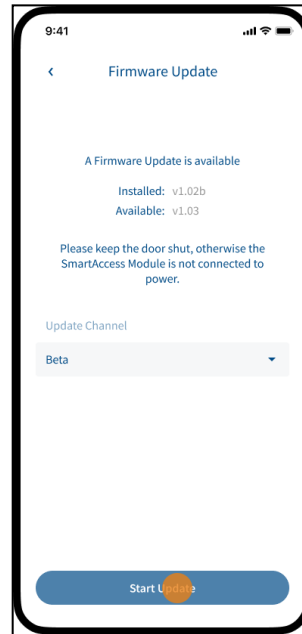 9:41
Firmware Update
A Firmware Update is available
Installed: v1.02b
Available: v1.03
Please keep the door shut, otherwise the
SmartAccess Module is not connected to
power.
Update Channel
Beta
Start Update